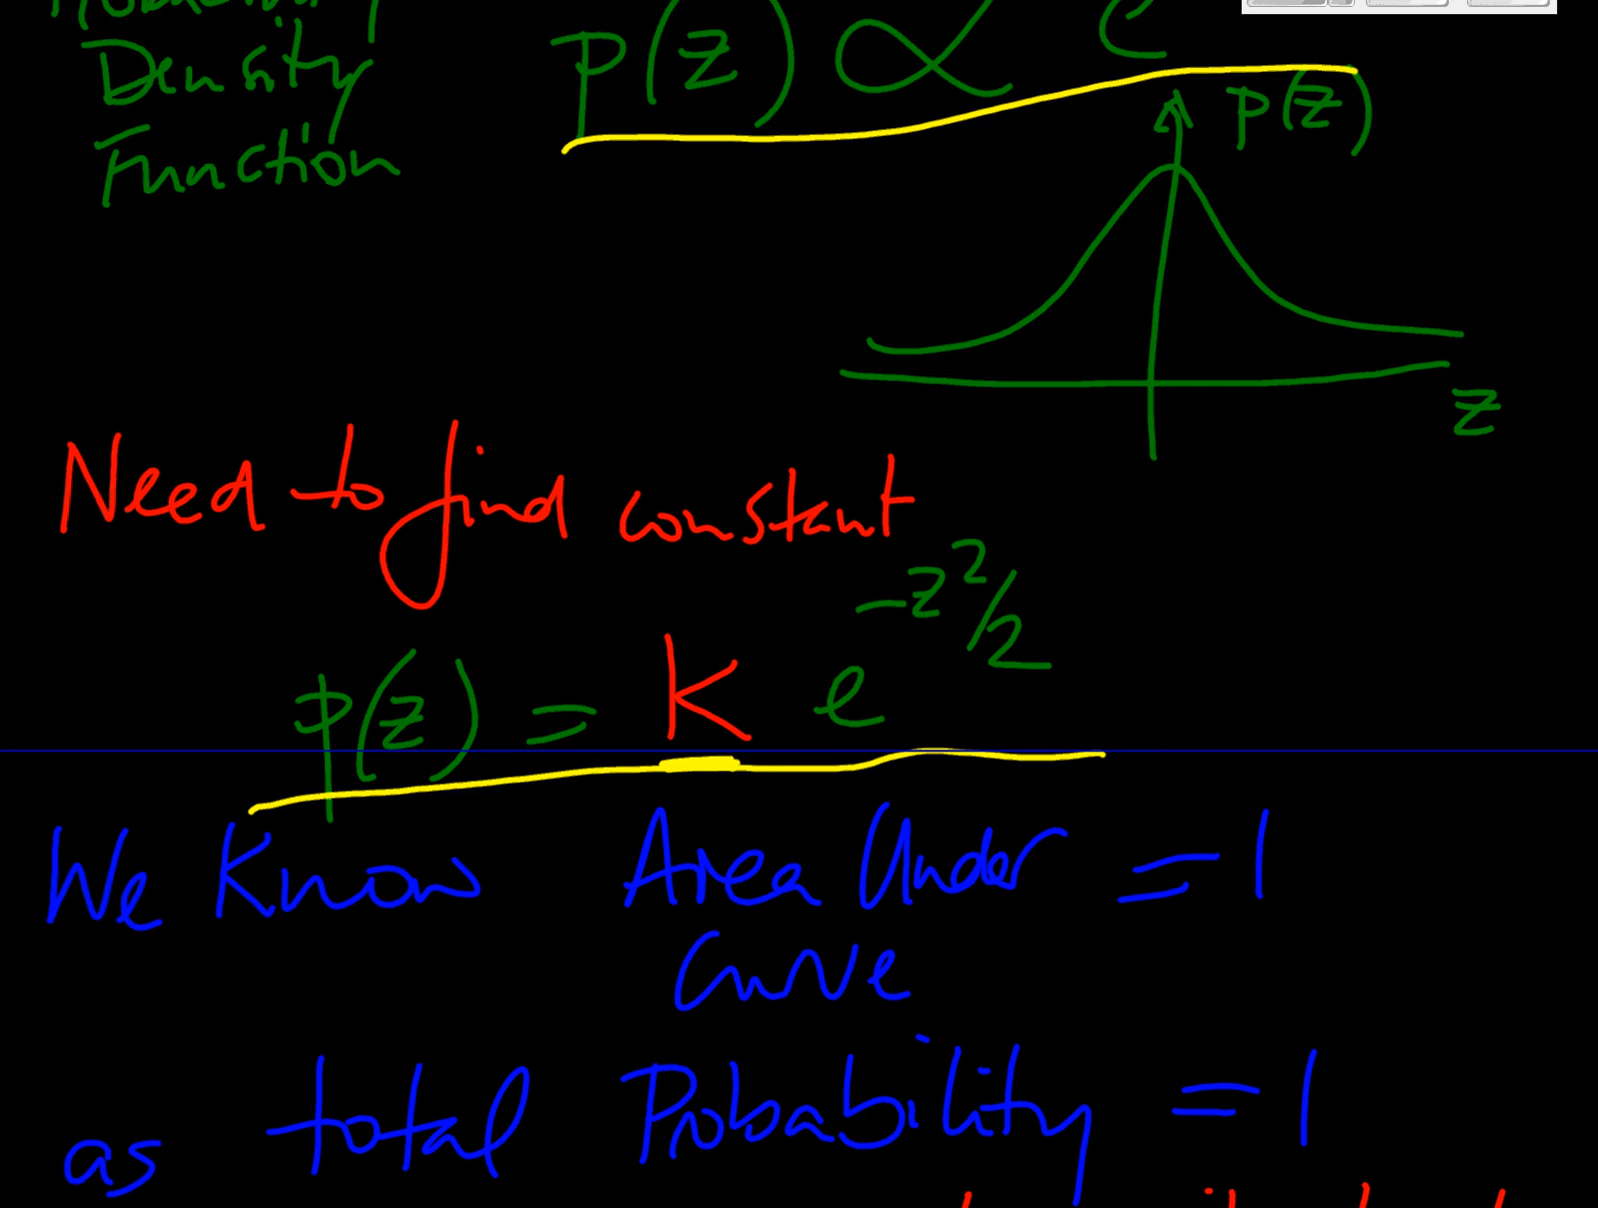 Density
Function
p(z) ∝ e
p(z)
z
Need to find constant
p(z) = K e^{-z²/2}
We Know Area Under = 1
Curve
as total Probability = 1